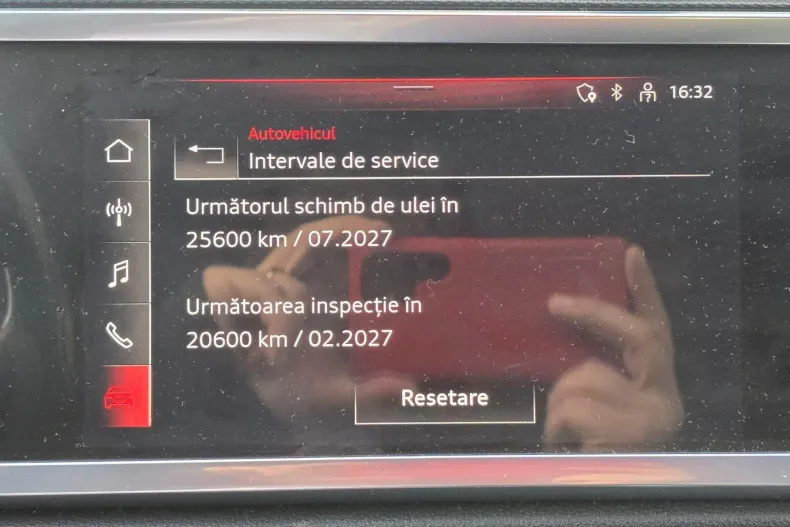 16:32
Autovehicul
Intervale de service
Următorul schimb de ulei în
25600 km / 07.2027
Următoarea inspecție în
20600 km / 02.2027
Resetare